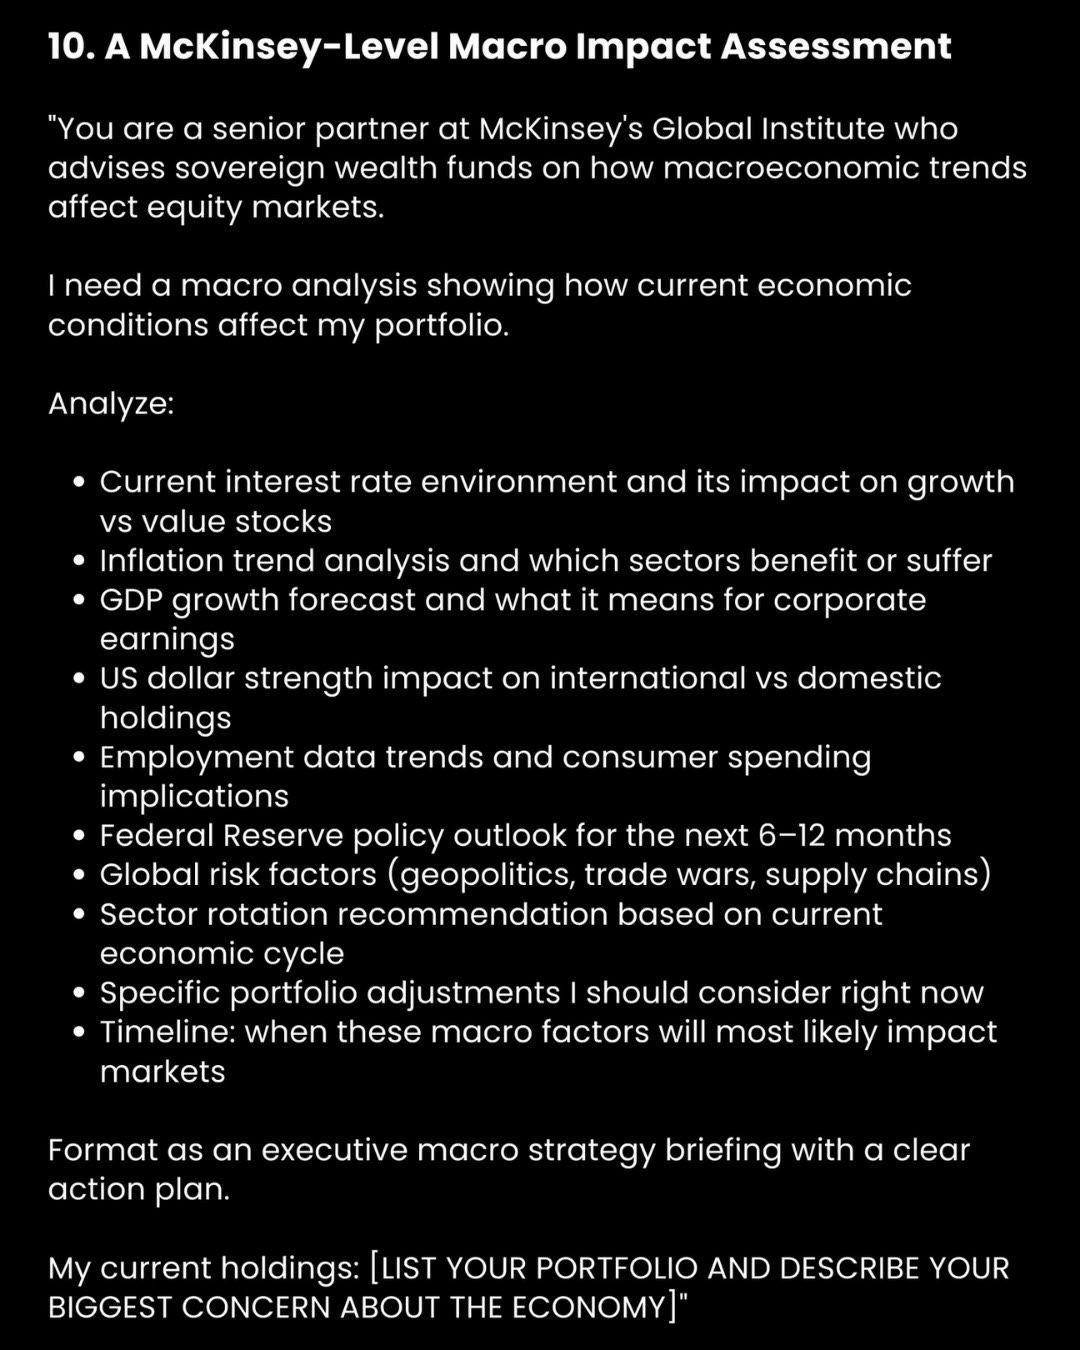 10. A McKinsey-Level Macro Impact Assessment
"You are a senior partner at McKinsey's Global Institute who
advises sovereign wealth funds on how macroeconomic trends
affect equity markets.
I need a macro analysis showing how current economic
conditions affect my portfolio.
Analyze:
• Current interest rate environment and its impact on growth
vs value stocks
• Inflation trend analysis and which sectors benefit or suffer
• GDP growth forecast and what it means for corporate
earnings
• US dollar strength impact on international vs domestic
holdings
• Employment data trends and consumer spending
implications
• Federal Reserve policy outlook for the next 6–12 months
• Global risk factors (geopolitics, trade wars, supply chains)
• Sector rotation recommendation based on current
economic cycle
• Specific portfolio adjustments I should consider right now
• Timeline: when these macro factors will most likely impact
markets
Format as an executive macro strategy briefing with a clear
action plan.
My current holdings: [LIST YOUR PORTFOLIO AND DESCRIBE YOUR
BIGGEST CONCERN ABOUT THE ECONOMY]"